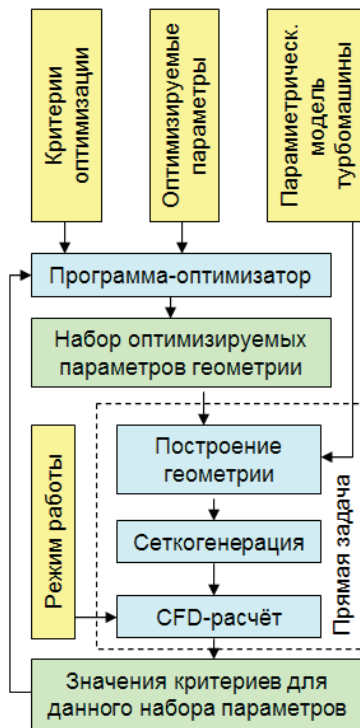 Критерии
оптимизации
Оптимизируемые
параметры
Параметрическ.
модель
турбомашины
Программа-оптимизатор
Набор оптимизируемых
параметров геометрии
Построение
геометрии
Сеткогенерация
CFD-расчёт
Режим работы
Прямая задача
Значения критериев для
данного набора параметров